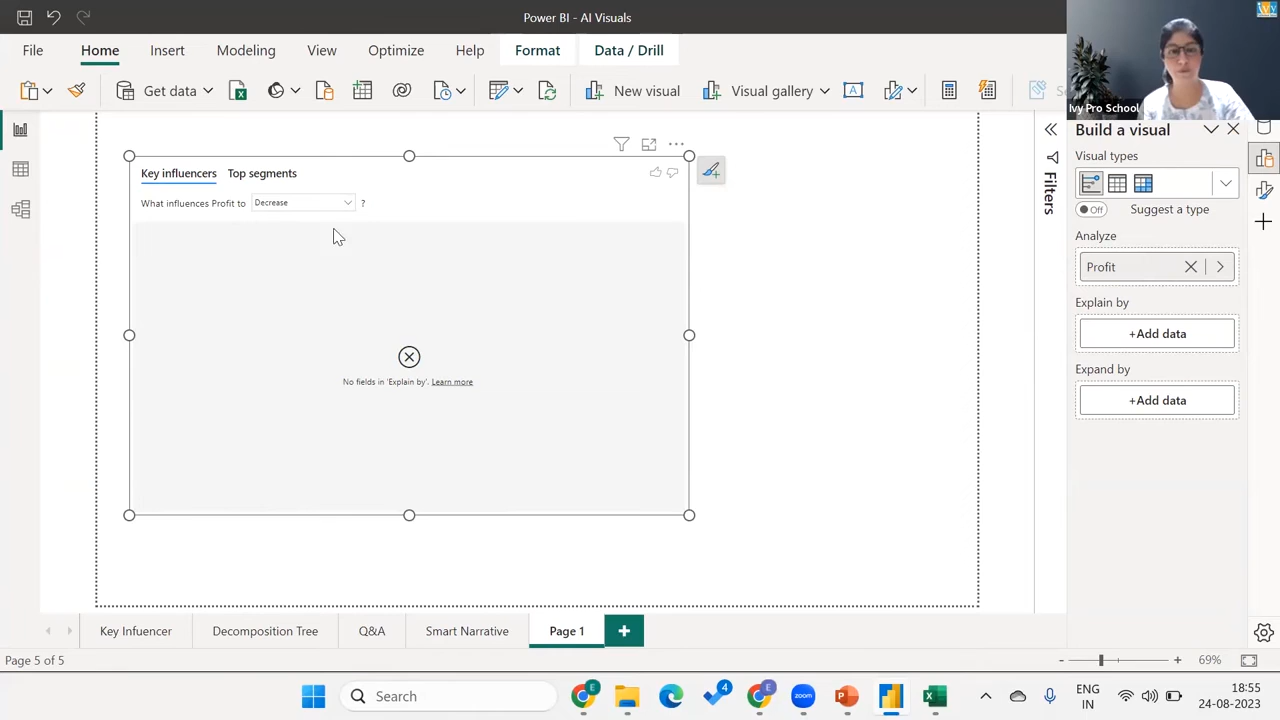 Power BI - AI Visuals
File
Home
Insert
Modeling
View
Optimize
Help
Format
Data / Drill
Get data
New visual
Visual gallery
Ivy Pro School
Key influencers
Top segments
What influences Profit to
Decrease
?
No fields in 'Explain by'. Learn more
Filters
Build a visual
Visual types
Off
Suggest a type
Analyze
Profit
Explain by
+Add data
Expand by
+Add data
Key Infuencer
Decomposition Tree
Q&A
Smart Narrative
Page 1
Page 5 of 5
69%
Search
E
4
E
ENG
IN
18:55
24-08-2023